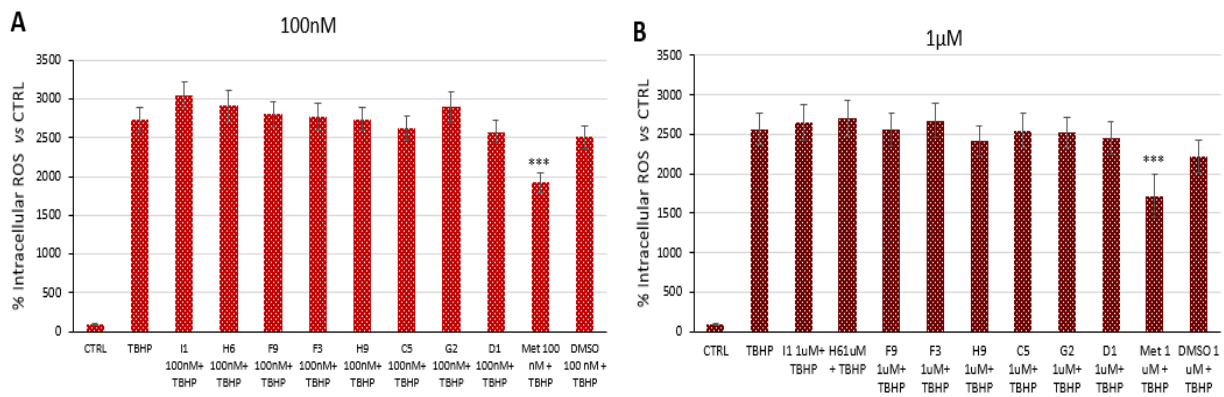 A
100nM
% Intracellular ROS vs CTRL
3500
3000
2500
2000
1500
1000
500
0
***
CTRL
TBHP
I1
100nM+
TBHP
H6
100nM+
TBHP
F9
100nM+
TBHP
F3
100nM+
TBHP
H9
100nM+
TBHP
C5
100nM+
TBHP
G2
100nM+
TBHP
D1
100nM+
TBHP
Met 100
nM +
TBHP
DMSO
100 nM +
TBHP
B
1µM
% Intracellular ROS vs CTRL
3500
3000
2500
2000
1500
1000
500
0
***
CTRL
TBHP
I1 1uM+
TBHP
H61uM
+ TBHP
F9
1uM+
TBHP
F3
1uM+
TBHP
H9
1uM+
TBHP
C5
1uM+
TBHP
G2
1uM+
TBHP
D1
1uM+
TBHP
Met 1
uM +
TBHP
DMSO 1
uM +
TBHP